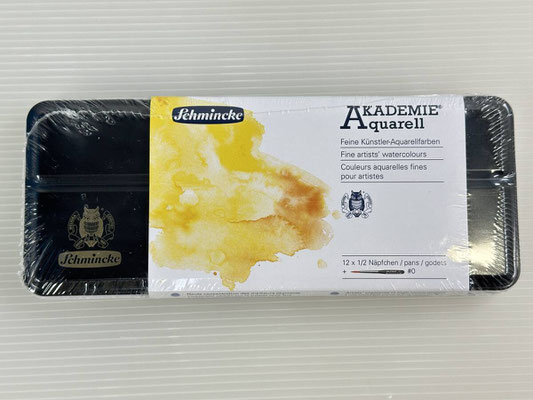 Schmincke
AKADEMIE®
Aquarell
Feine Künstler-Aquarellfarben
Fine artists' watercolours
Couleurs aquarelles fines
pour artistes
12 x 1/2 Näpfchen / pans / godets
+ #0
Schmincke